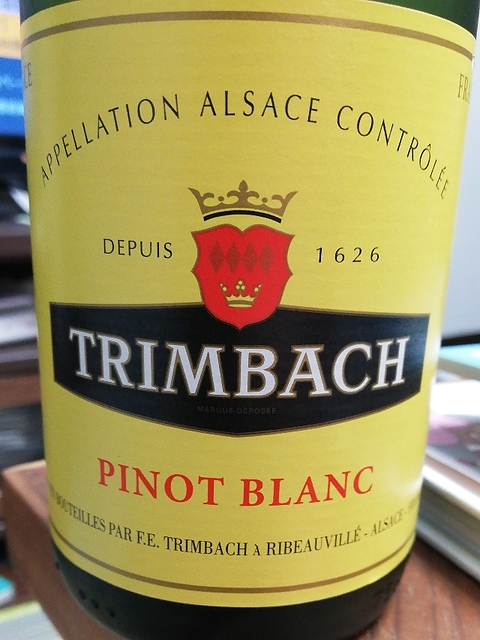 APPELLATION ALSACE CONTRÔLÉE
DEPUIS 1626
TRIMBACH
MARQUE DÉPOSÉE
PINOT BLANC
BOUTEILLES PAR F.E. TRIMBACH A RIBEAUVILLÉ - ALSACE -